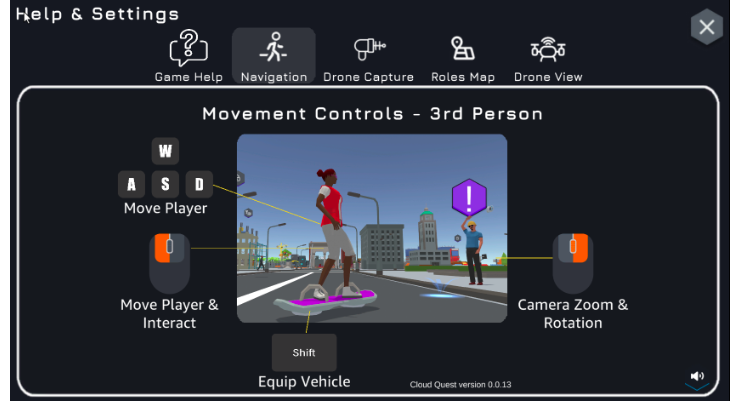 Help & Settings
Game Help
Navigation
Drone Capture
Roles Map
Drone View
Movement Controls - 3rd Person
W
A S D
Move Player
!
Move Player &
Interact
Camera Zoom &
Rotation
Shift
Equip Vehicle
Cloud Quest version 0.0.13